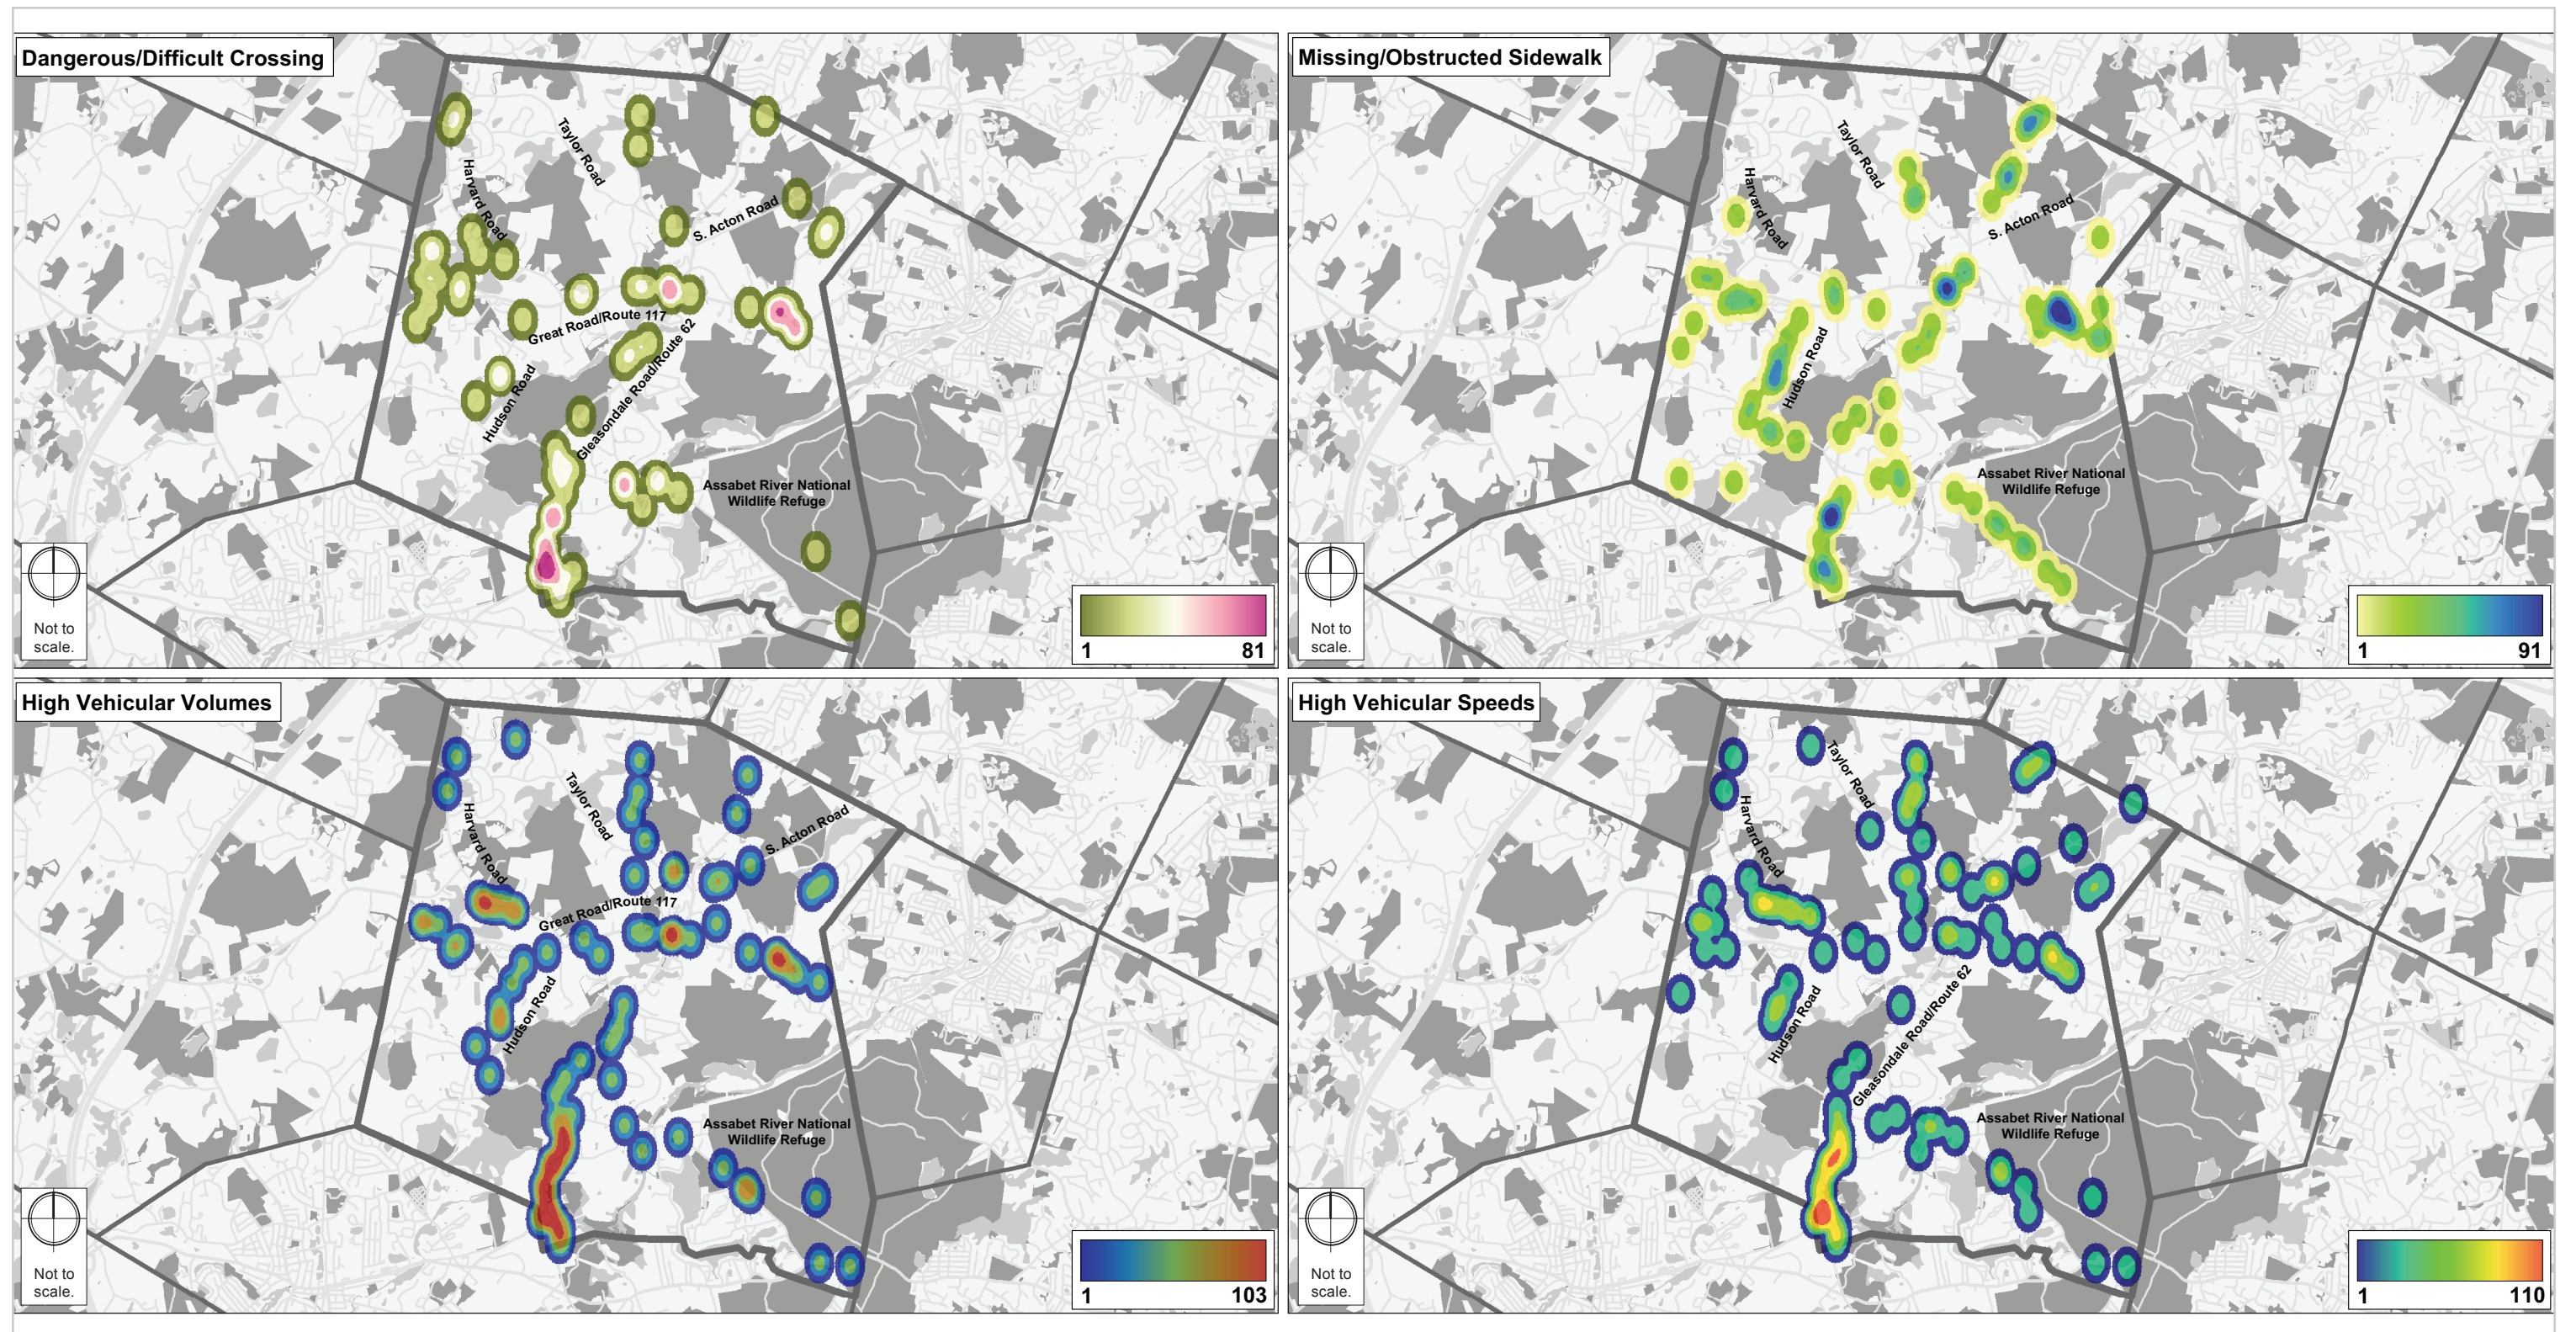 Dangerous/Difficult Crossing
Taylor Road
Harvard Road
S. Acton Road
Great Road/Route 117
Gleasondale Road/Route 62
Hudson Road
Assabet River National
Wildlife Refuge
Not to
scale.
1 81
Missing/Obstructed Sidewalk
Taylor Road
Harvard Road
S. Acton Road
Hudson Road
Assabet River National
Wildlife Refuge
Not to
scale.
1 91
High Vehicular Volumes
Taylor Road
Harvard Road
S. Acton Road
Great Road/Route 117
Hudson Road
Assabet River National
Wildlife Refuge
Not to
scale.
1 103
High Vehicular Speeds
Taylor Road
Harvard Road
Gleasondale Road/Route 62
Hudson Road
Assabet River National
Wildlife Refuge
Not to
scale.
1 110